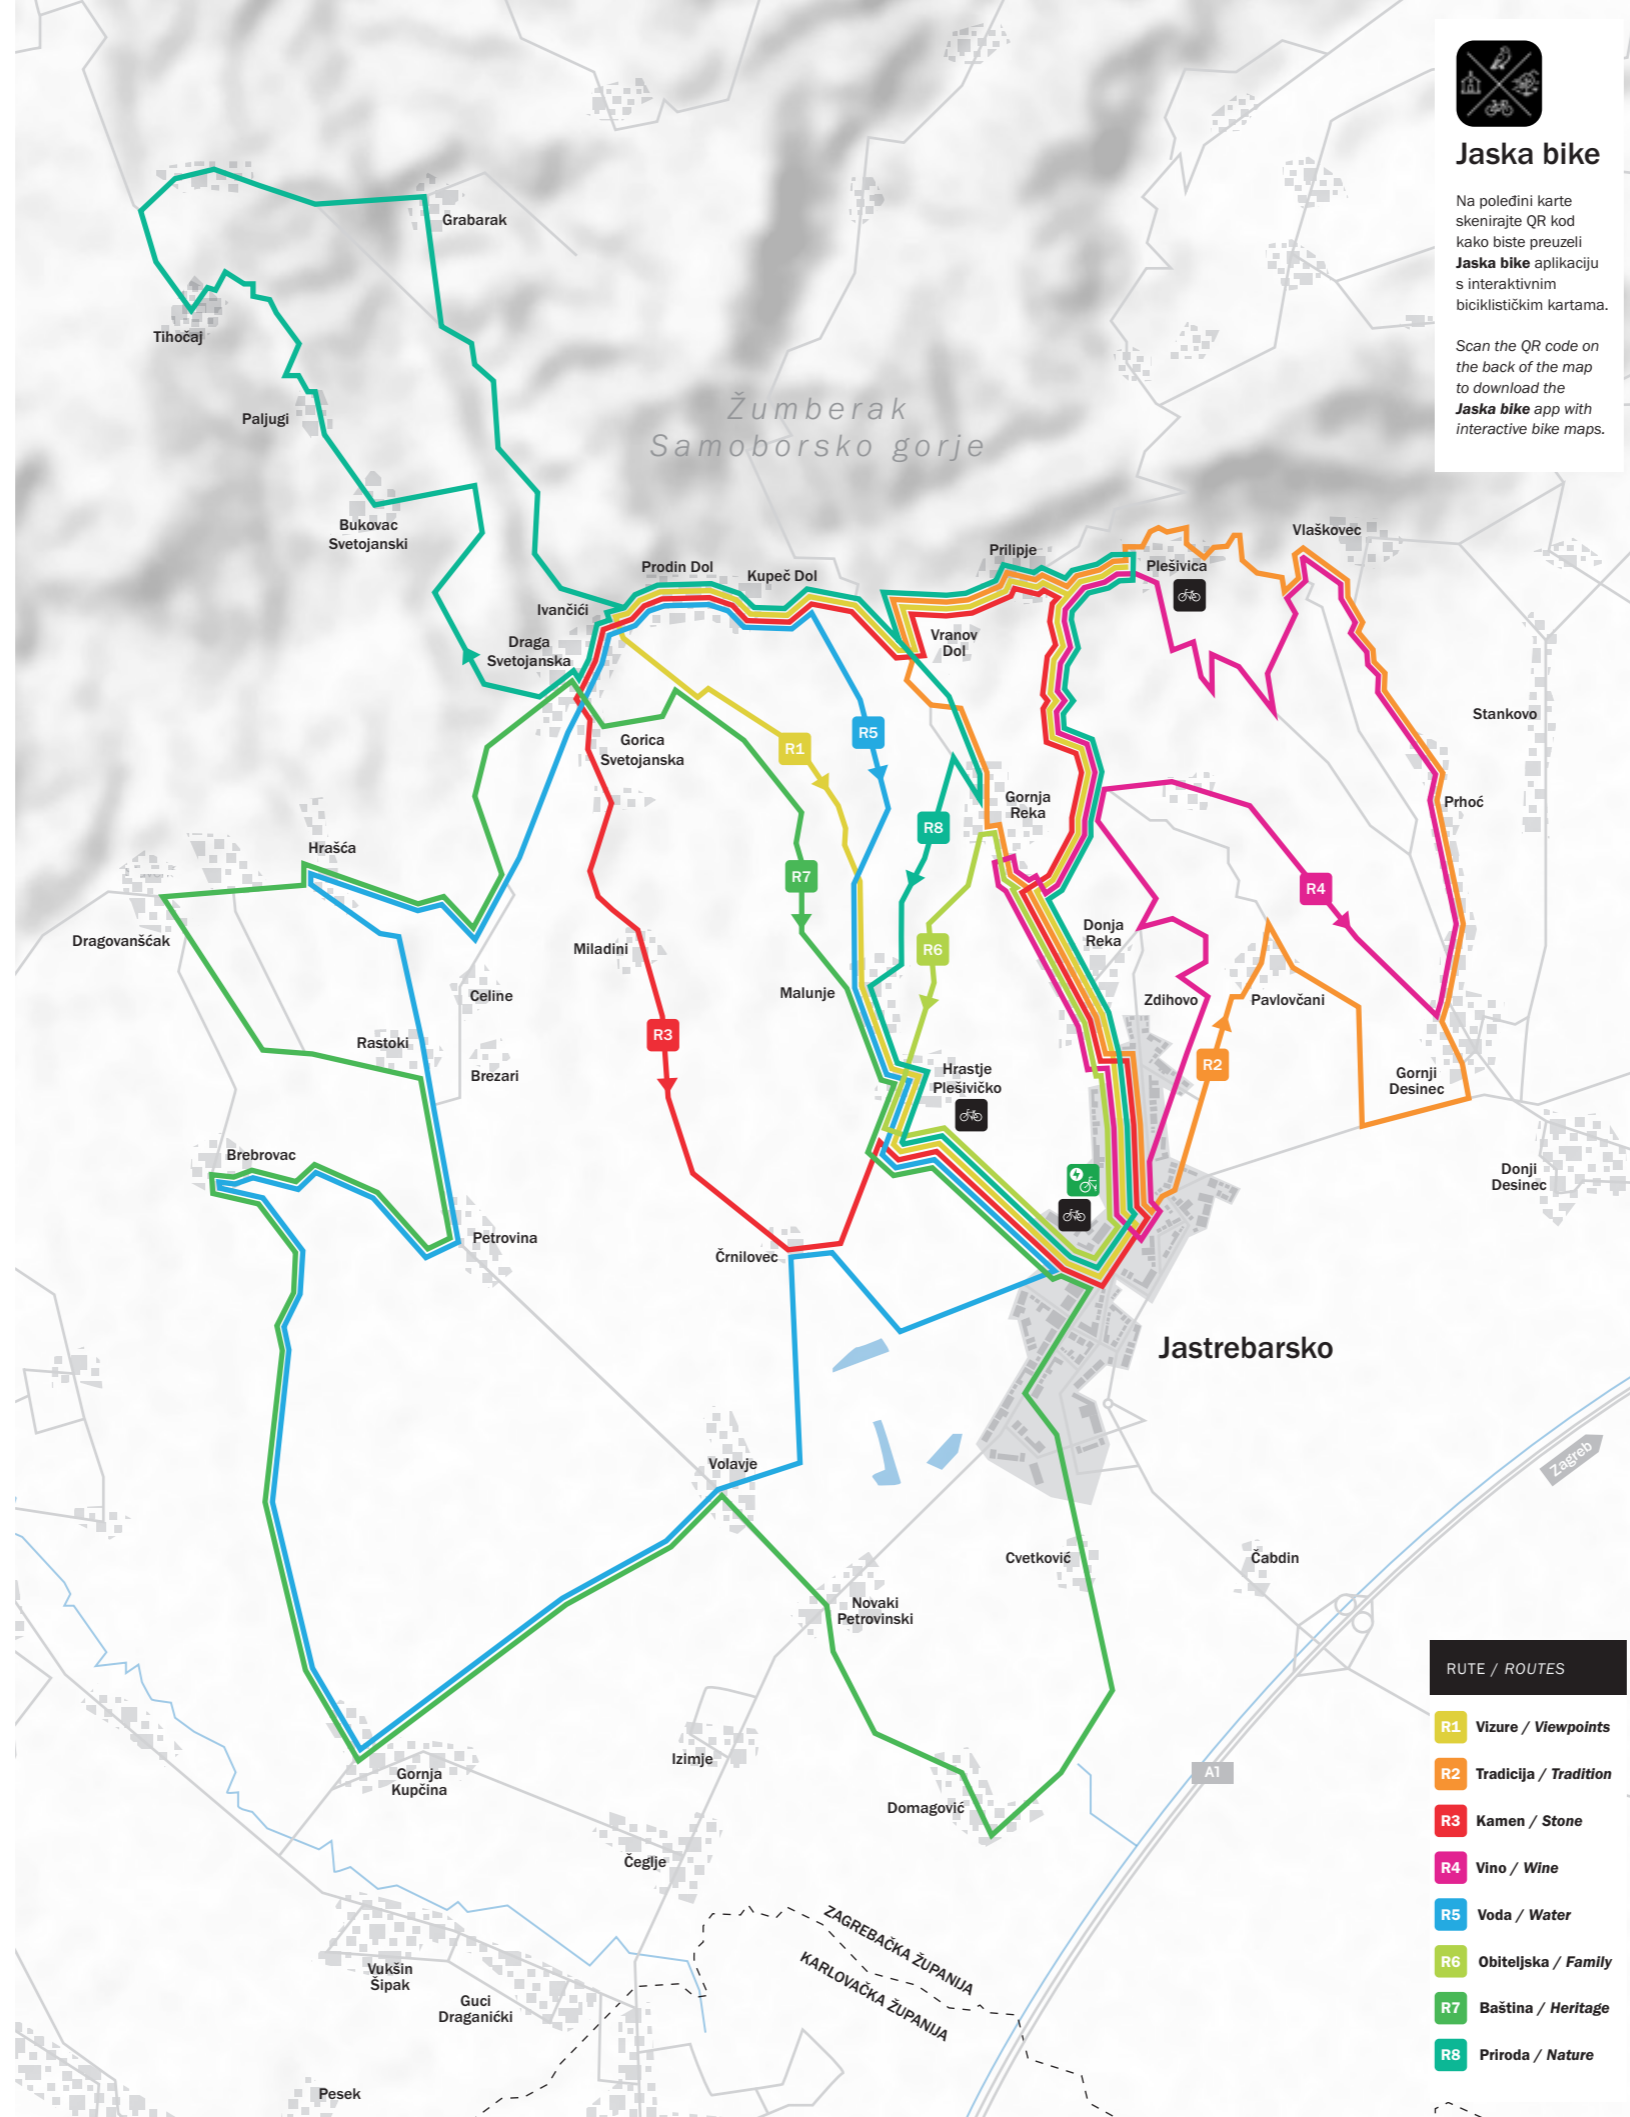 Jaska bike
Na poleđini karte
skenirajte QR kod
kako biste preuzeli
Jaska bike aplikaciju
s interaktivnim
biciklističkim kartama.
Scan the QR code on
the back of the map
to download the
Jaska bike app with
interactive bike maps.
Grabarak
Tihočaj
Paljugi
Žumberak
Samoborsko gorje
Bukovac
Svetojanski
Vlaškovec
Prilipje
Plešivica
Prodin Dol
Kupeč Dol
Ivančići
Draga
Svetojanska
Vranov
Dol
Stankovo
R5
R1
Gorica
Svetojanska
Gornja
Reka
Prhoć
R8
Hrašća
R7
R4
Dragovanšćak
Miladini
R6
Donja
Reka
Celine
Malunje
Zdihovo
Pavlovčani
R3
Rastoki
Brezari
Hrastje
Plešivičko
R2
Gornji
Desinec
Brebrovac
Donji
Desinec
Petrovina
Črnilovec
Jastrebarsko
Volavje
Zagreb
Cvetković
Čabdin
Novaki
Petrovinski
Izimje
Gornja
Kupčina
A1
Domagović
Čeglje
ZAGREBAČKA ŽUPANIJA
KARLOVAČKA ŽUPANIJA
Vukšin
Šipak
Guci
Draganićki
Pesek
RUTE / ROUTES
R1 Vizure / Viewpoints
R2 Tradicija / Tradition
R3 Kamen / Stone
R4 Vino / Wine
R5 Voda / Water
R6 Obiteljska / Family
R7 Baština / Heritage
R8 Priroda / Nature